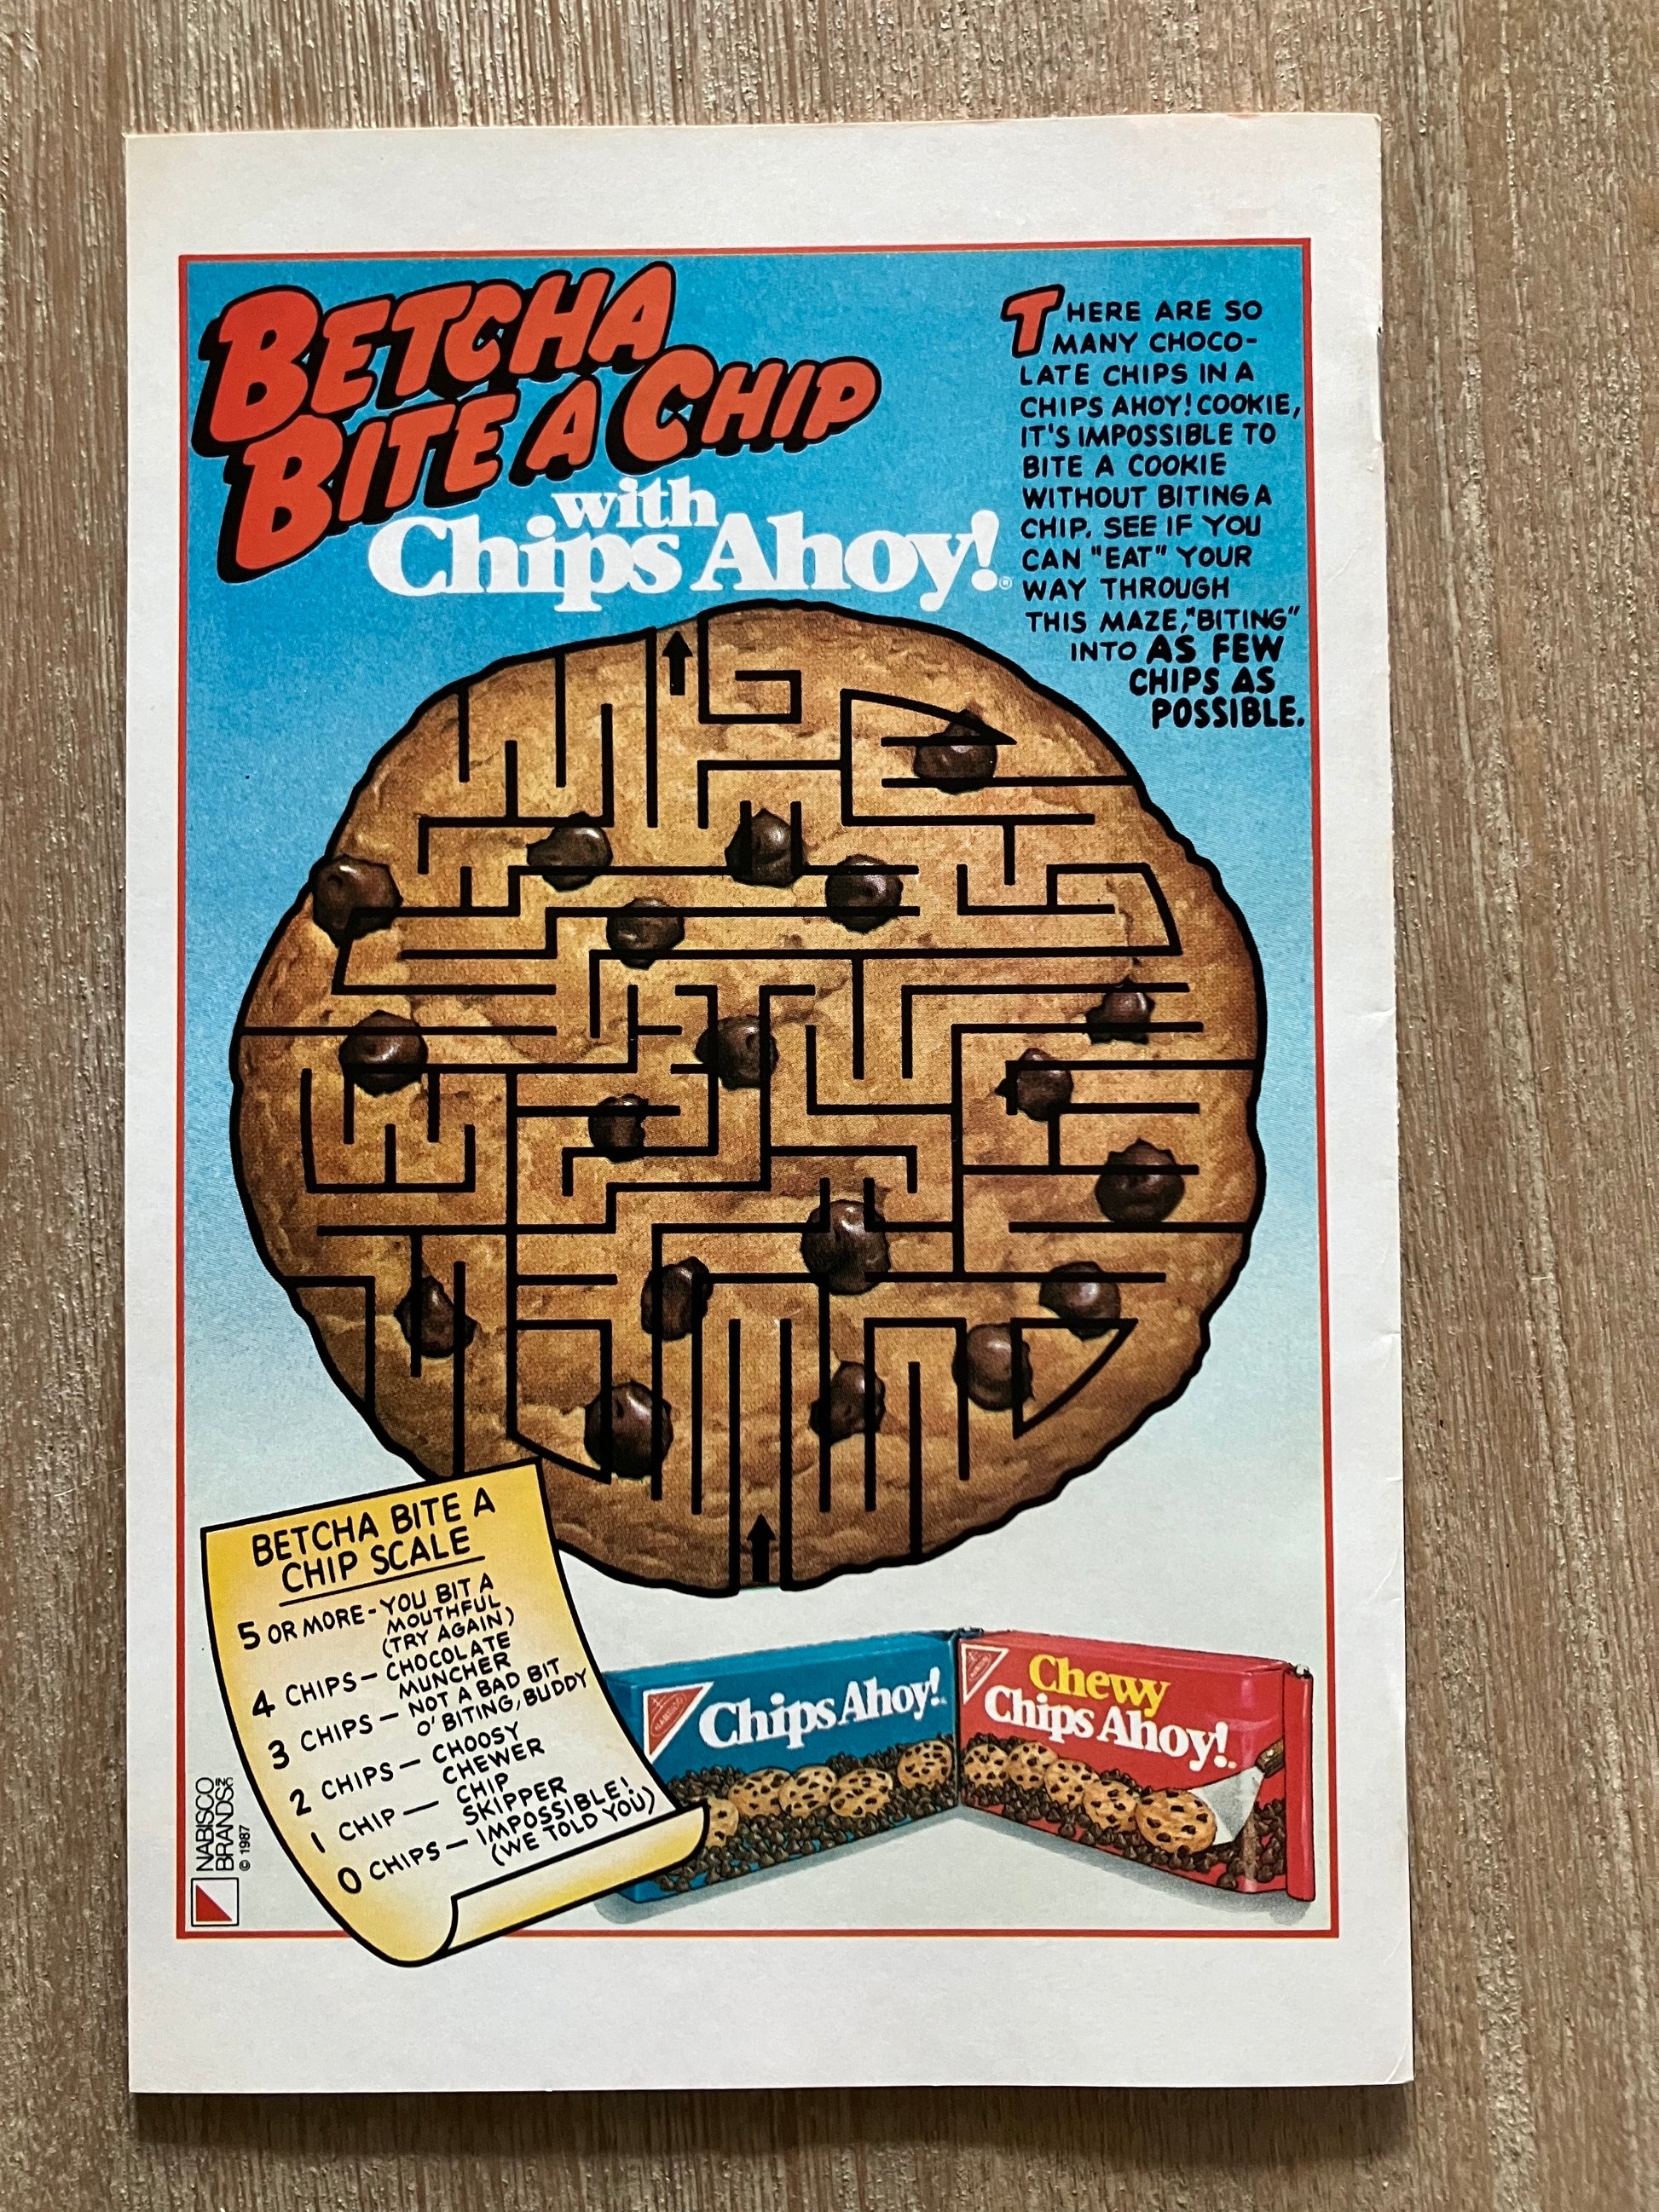 BETCHA
BITE A CHIP
with
Chips Ahoy!®
THERE ARE SO
MANY CHOCO-
LATE CHIPS IN A
CHIPS AHOY! COOKIE,
IT'S IMPOSSIBLE TO
BITE A COOKIE
WITHOUT BITING A
CHIP. SEE IF YOU
CAN "EAT" YOUR
WAY THROUGH
THIS MAZE, "BITING"
INTO AS FEW
CHIPS AS
POSSIBLE.
BETCHA BITE A
CHIP SCALE
5 OR MORE - YOU BIT A
MOUTHFUL
(TRY AGAIN)
4 CHIPS - CHOCOLATE
MUNCHER
3 CHIPS - NOT A BAD BIT
O' BITING, BUDDY
2 CHIPS - CHOOSY
CHEWER
1 CHIP - CHIP
SKIPPER
0 CHIPS - IMPOSSIBLE!
(WE TOLD YOU)
NABISCO
BRANDS INC
© 1987
NABISCO
Chips Ahoy!
NABISCO
Chewy
Chips Ahoy!